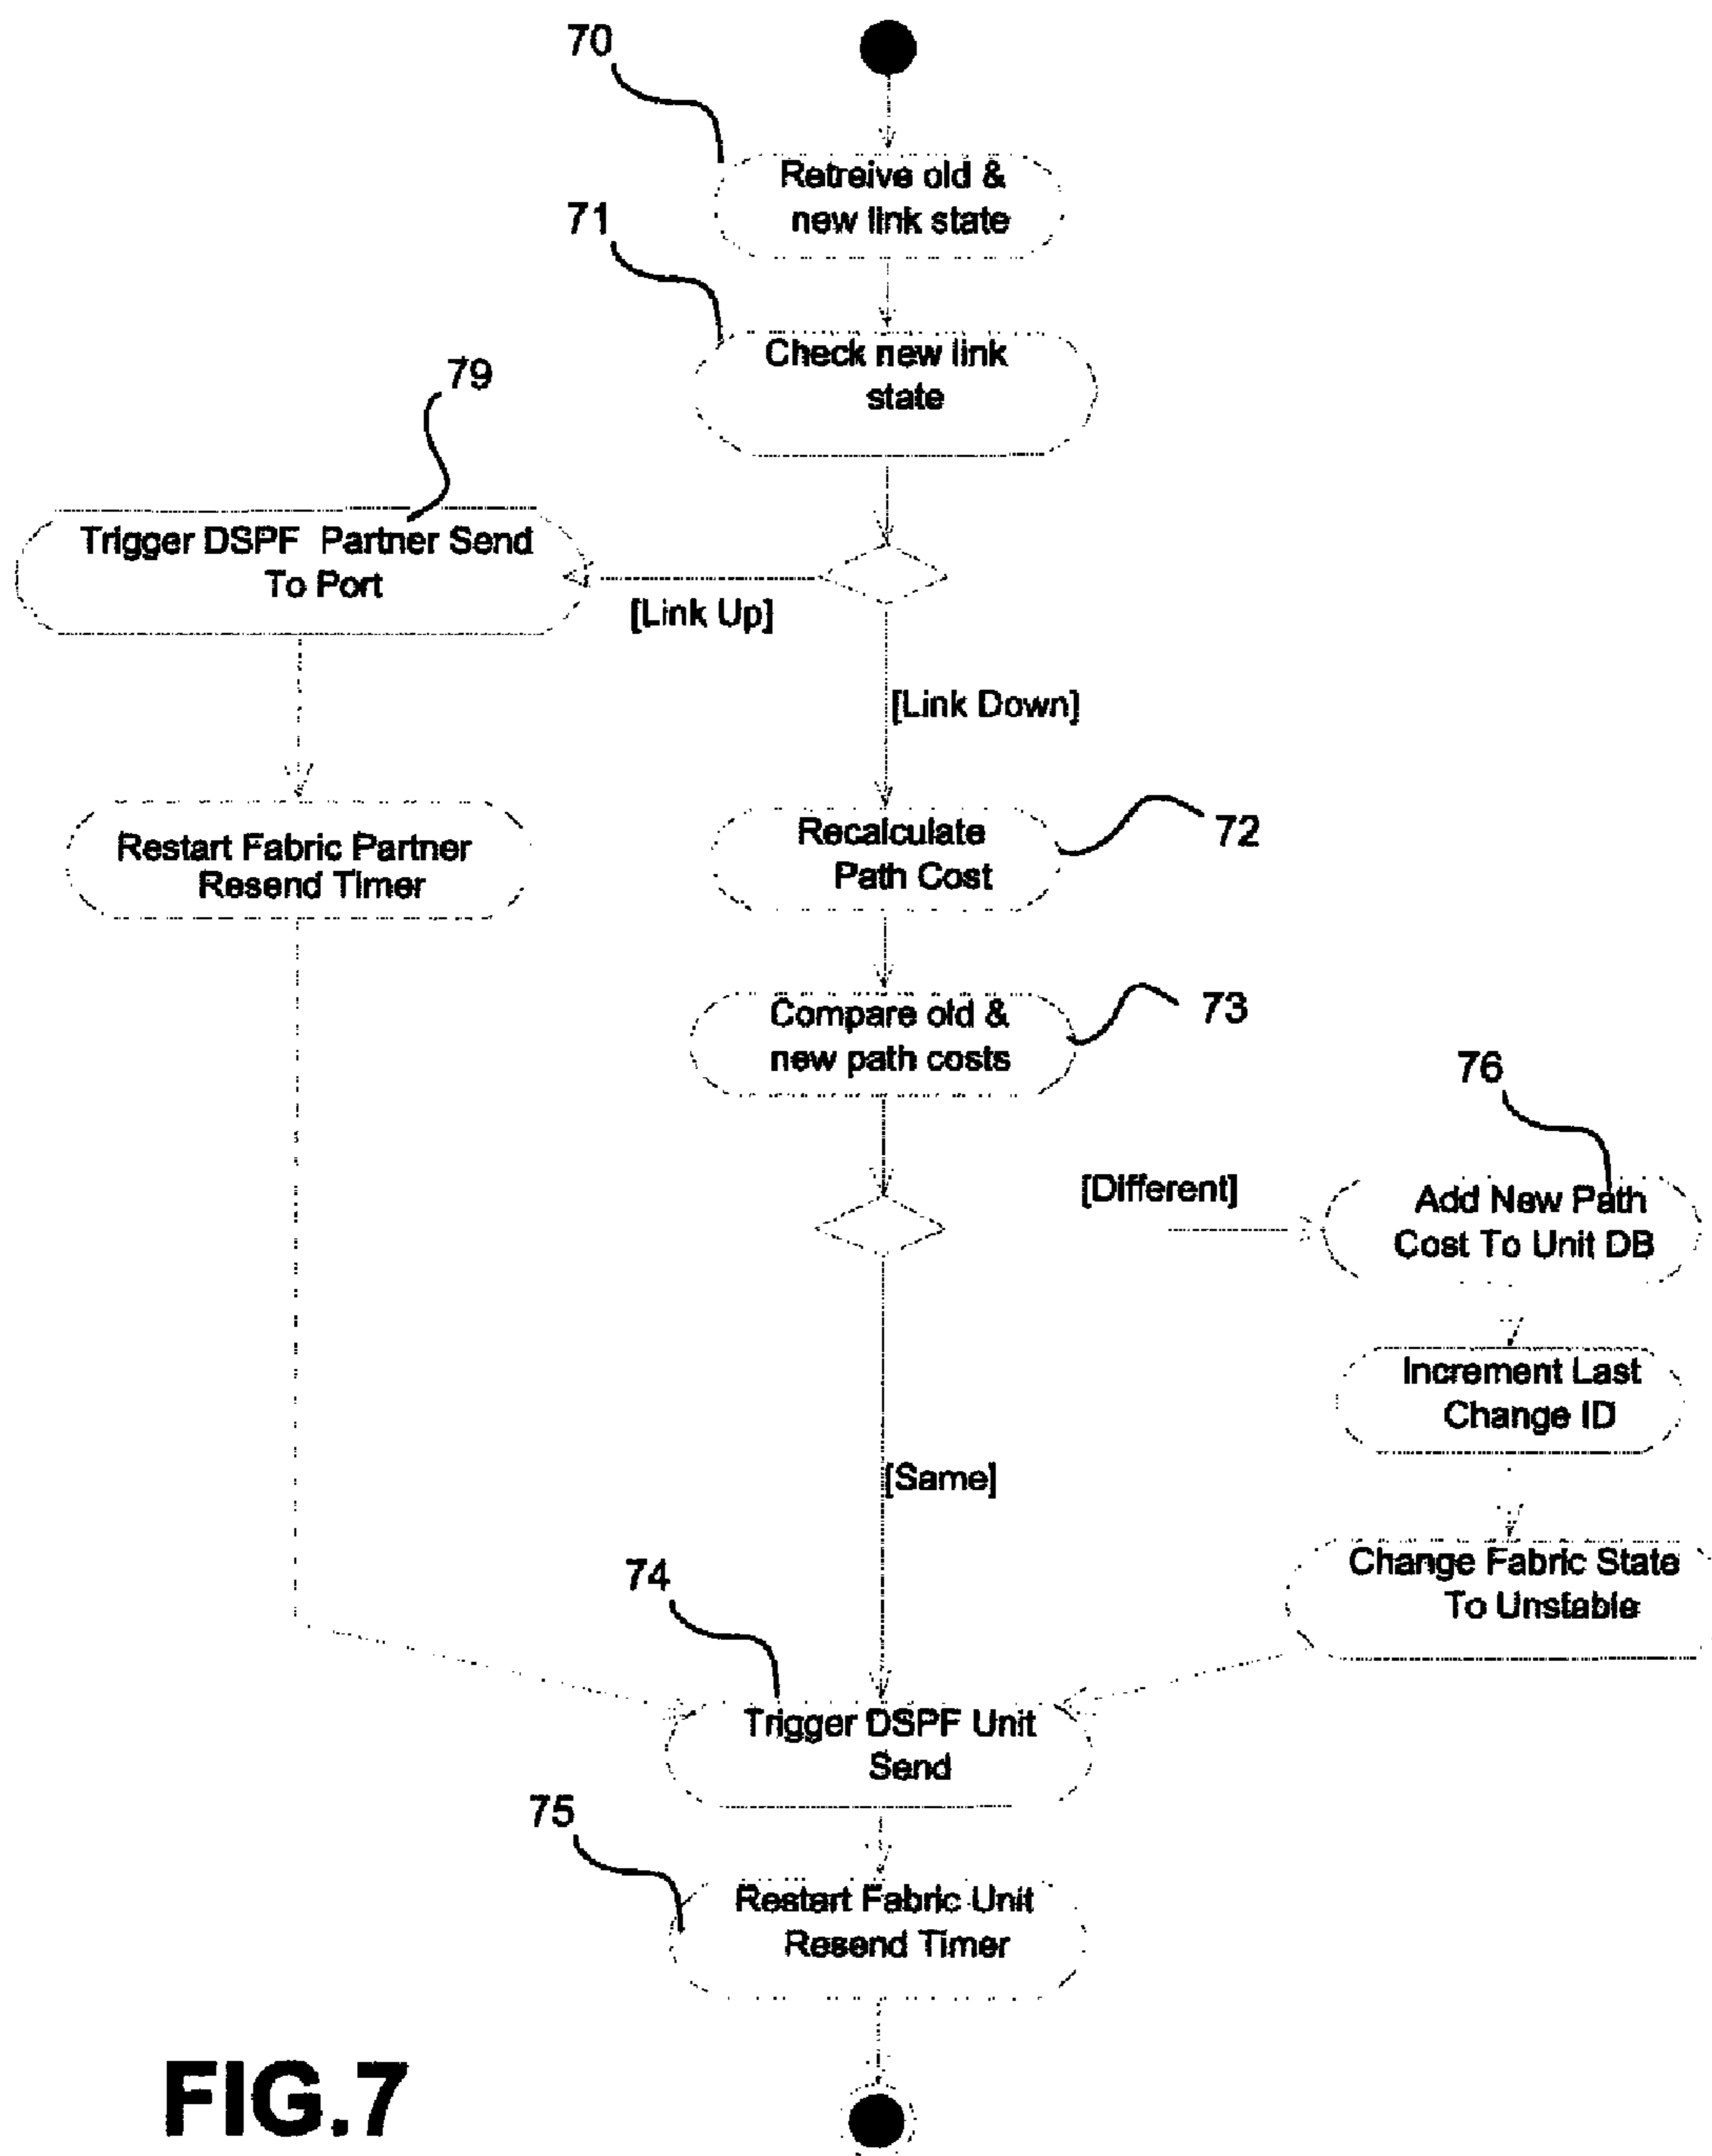 70
Retreive old &
new link state
71
Check new link
state
79
Trigger DSPF Partner Send
To Port
[Link Up]
[Link Down]
Restart Fabric Partner
Resend Timer
Recalculate
Path Cost
72
Compare old &
new path costs
73
76
[Different]
Add New Path
Cost To Unit DB
Increment Last
Change ID
[Same]
Change Fabric State
To Unstable
74
Trigger DSPF Unit
Send
75
Restart Fabric Unit
Resend Timer
FIG.7